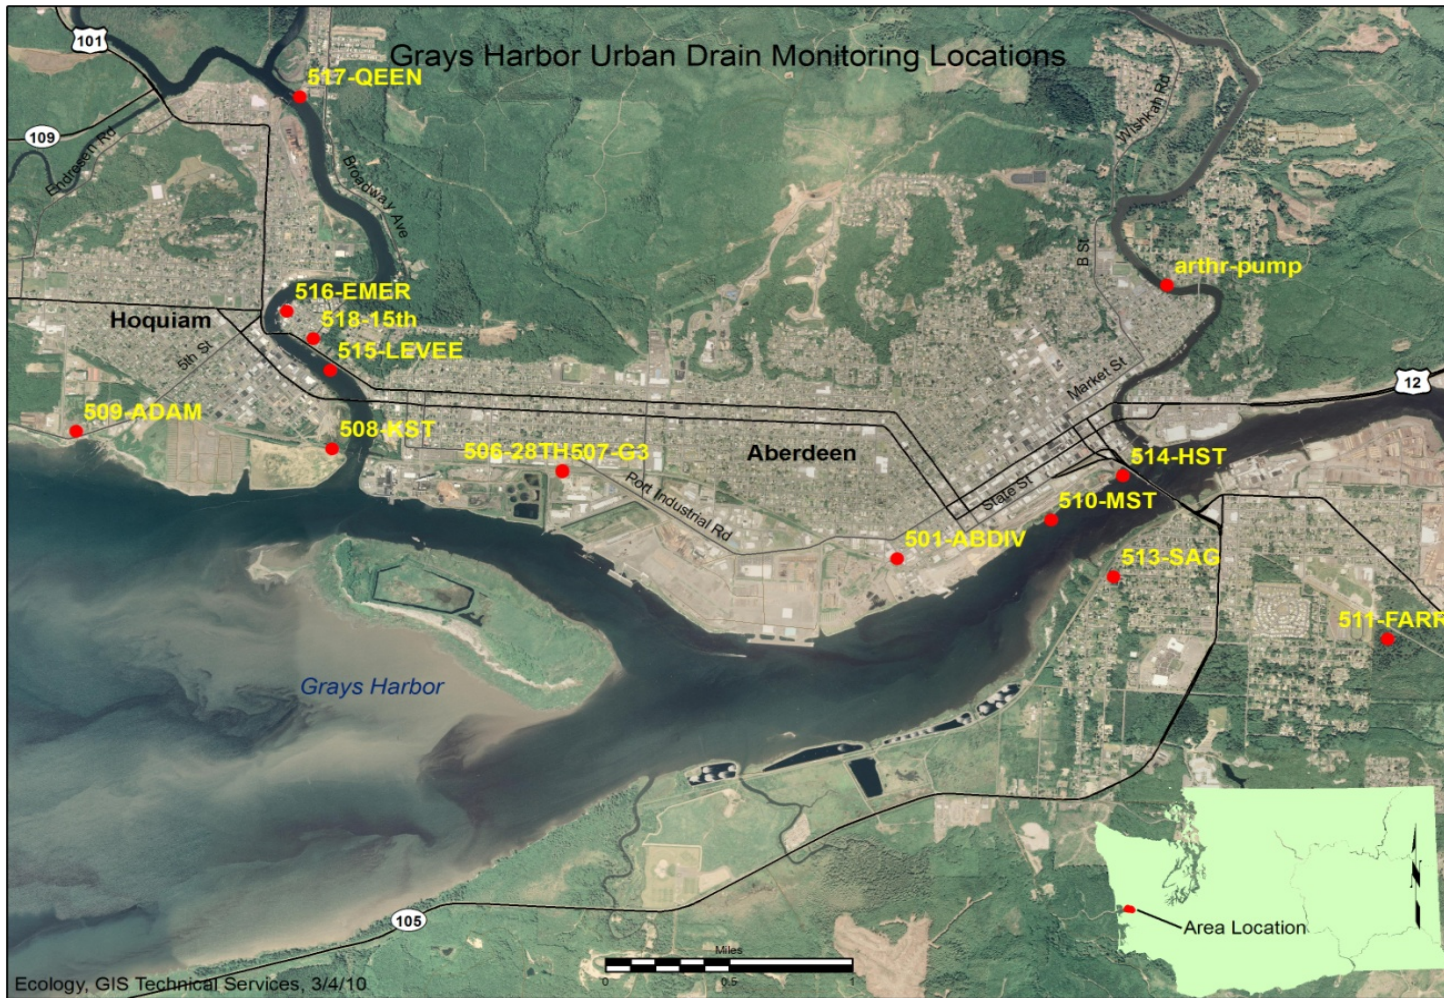 Grays Harbor Urban Drain Monitoring Locations
101
517-QEEN
109
Endresen Rd
Broadway Ave
Wishkah Rd
B St
arthr-pump
516-EMER
Hoquiam
518-15th
5th St
515-LEVEE
Market St
12
509-ADAM
508-KST
506-28TH507-G3
Aberdeen
514-HST
Port Industrial Rd
State St
510-MST
501-ABDIV
513-SAG
511-FARR
Grays Harbor
105
Area Location
N
Miles
0 0.5 1
Ecology, GIS Technical Services, 3/4/10